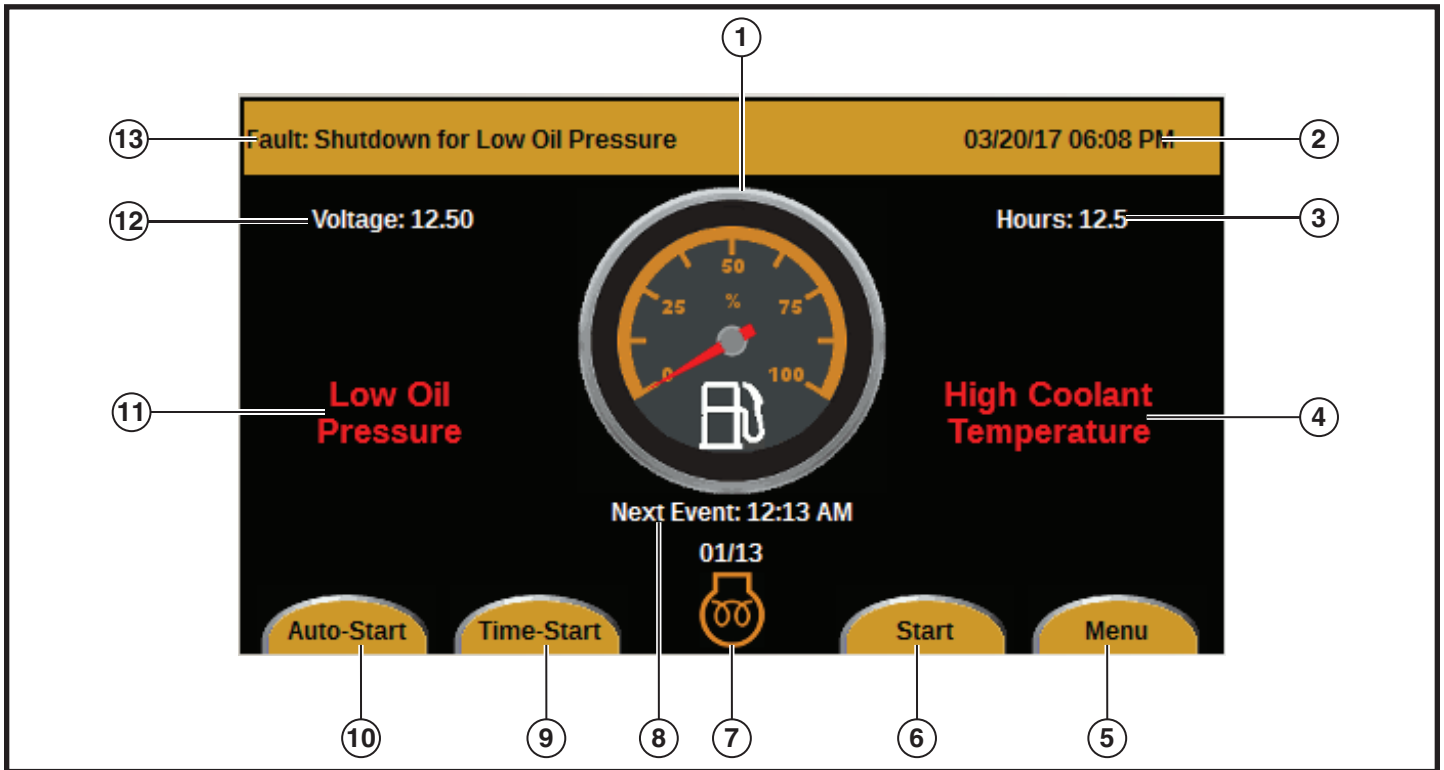 1
13
Fault: Shutdown for Low Oil Pressure
03/20/17 06:08 PM
2
12
Voltage: 12.50
Hours: 12.5
3
50
25
%
75
0
100
11
Low Oil
Pressure
High Coolant
Temperature
4
Next Event: 12:13 AM
01/13
Auto-Start
Time-Start
Start
Menu
10
9
8
7
6
5